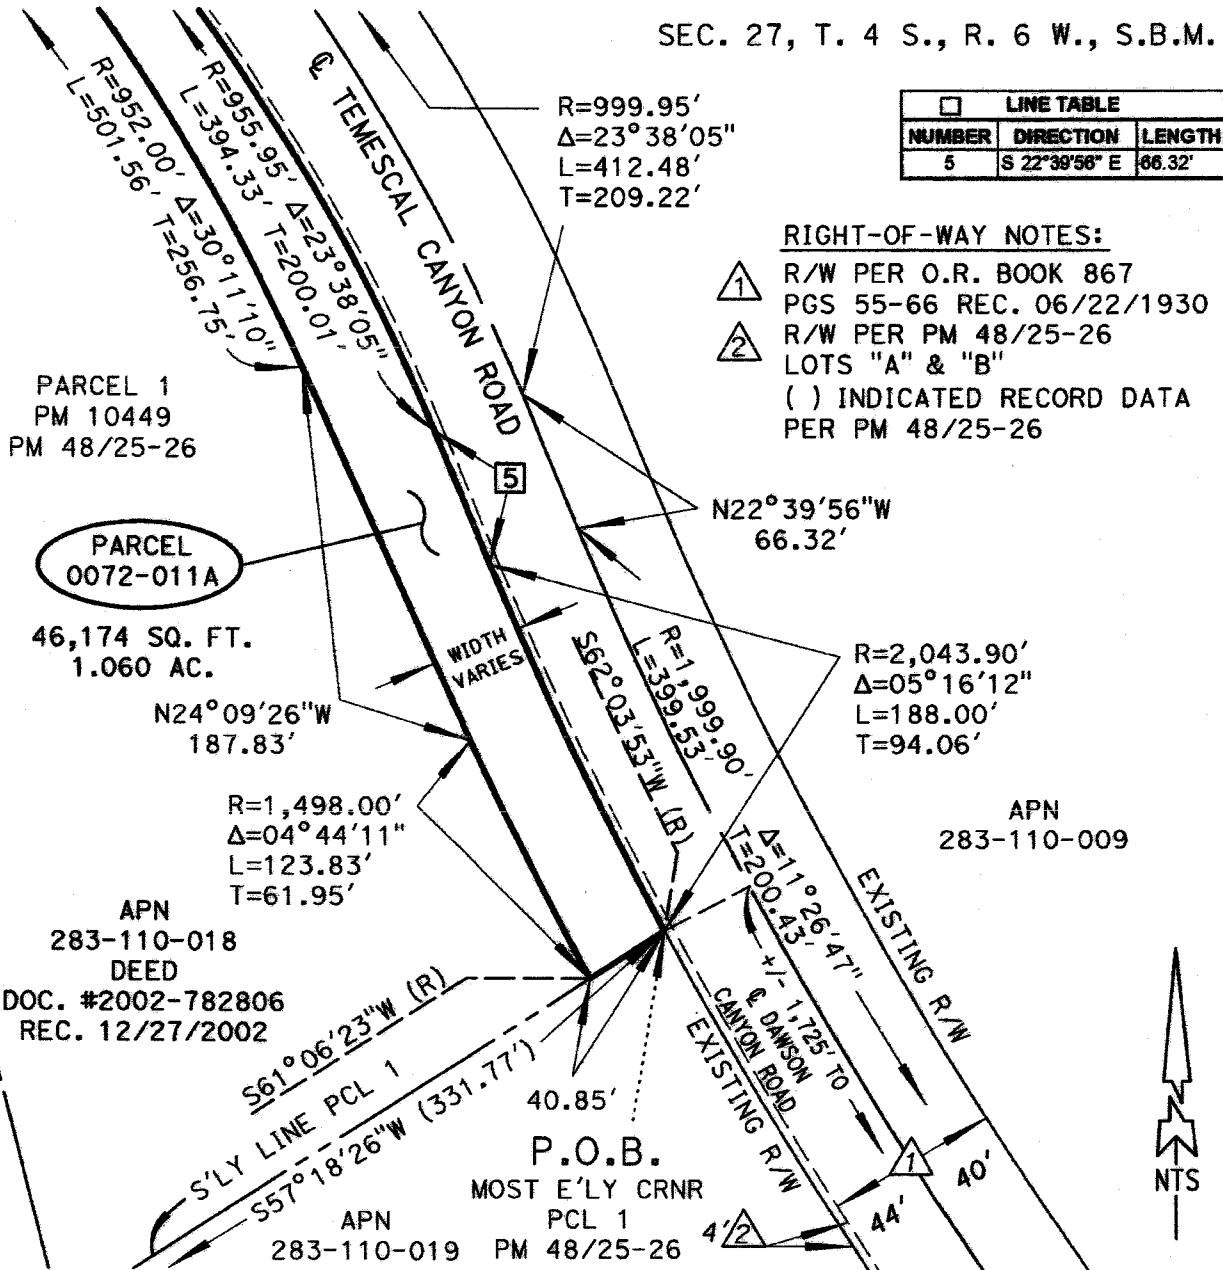 SEC. 27, T. 4 S., R. 6 W., S.B.M.
LINE TABLE
NUMBER DIRECTION LENGTH
5 S 22°39'56" E 66.32'
R=952.00' Δ=30°11'10"
L=501.56' T=256.75'
R=955.95' Δ=23°38'05"
L=394.33' T=200.01'
℄ TEMESCAL CANYON ROAD
R=999.95'
Δ=23°38'05"
L=412.48'
T=209.22'
RIGHT-OF-WAY NOTES:
1 R/W PER O.R. BOOK 867
PGS 55-66 REC. 06/22/1930
2 R/W PER PM 48/25-26
LOTS "A" & "B"
( ) INDICATED RECORD DATA
PER PM 48/25-26
PARCEL 1
PM 10449
PM 48/25-26
5
N22°39'56"W
66.32'
PARCEL
0072-011A
46,174 SQ. FT.
1.060 AC.
WIDTH
VARIES
N24°09'26"W
187.83'
S62°03'53"W (R)
R=1,999.90'
L=399.53'
Δ=11°26'47"
T=200.43'
R=2,043.90'
Δ=05°16'12"
L=188.00'
T=94.06'
R=1,498.00'
Δ=04°44'11"
L=123.83'
T=61.95'
APN
283-110-009
APN
283-110-018
DEED
DOC. #2002-782806
REC. 12/27/2002
EXISTING R/W
+/- 1,725' TO
℄ DAWSON
CANYON ROAD
EXISTING R/W
S61°06'23"W (R)
S'LY LINE PCL 1
S57°18'26"W (331.77')
40.85'
P.O.B.
MOST E'LY CRNR
PCL 1
PM 48/25-26
APN
283-110-019
1
40'
44'
4' 2
NTS